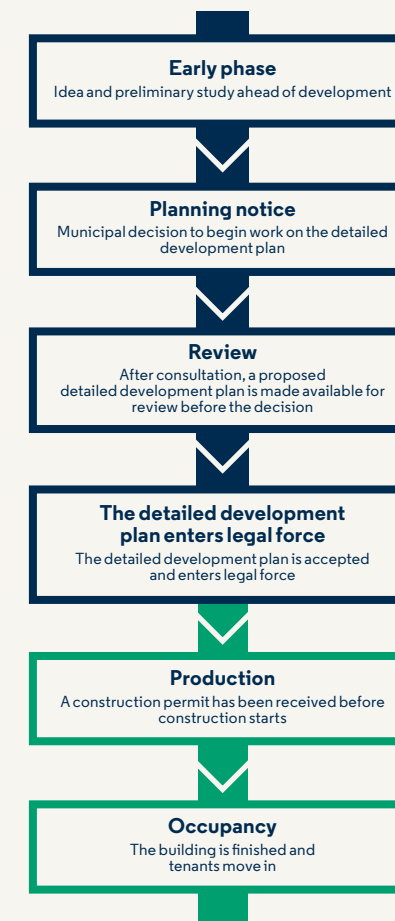 Early phase
Idea and preliminary study ahead of development
Planning notice
Municipal decision to begin work on the detailed
development plan
Review
After consultation, a proposed
detailed development plan is made available for
review before the decision
The detailed development
plan enters legal force
The detailed development plan is accepted
and enters legal force
Production
A construction permit has been received before
construction starts
Occupancy
The building is finished and
tenants move in